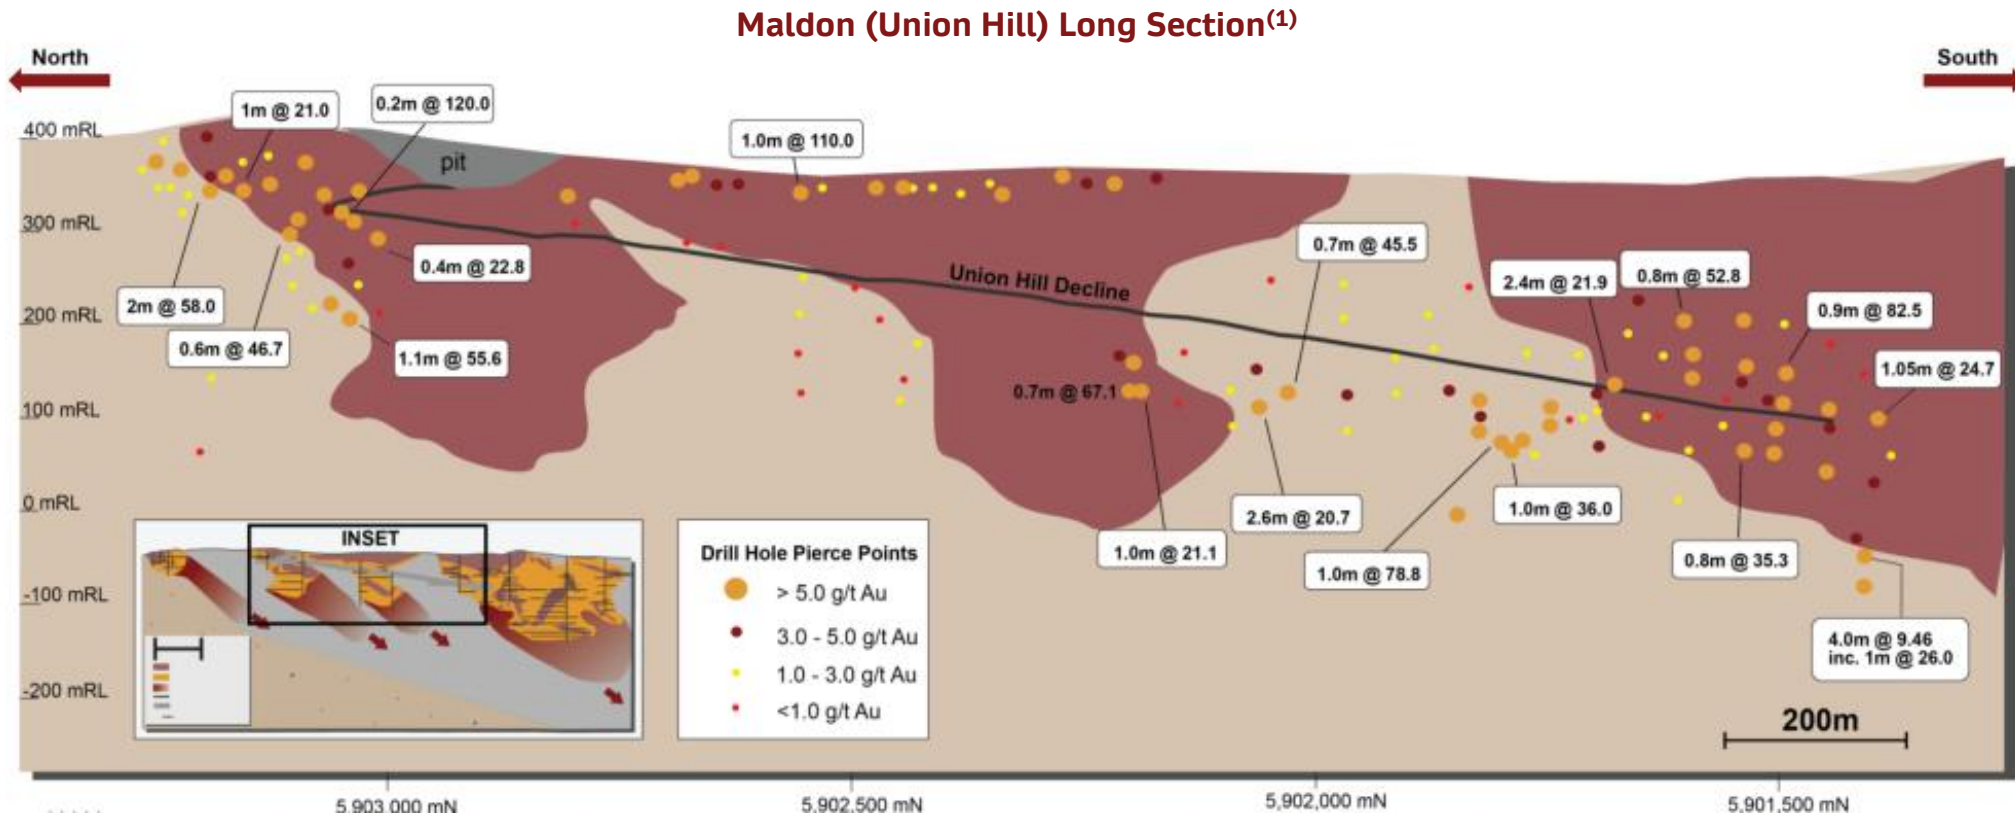 Maldon (Union Hill) Long Section(1)
North
South
400 mRL
300 mRL
200 mRL
100 mRL
0 mRL
-100 mRL
-200 mRL
1m @ 21.0
0.2m @ 120.0
pit
1.0m @ 110.0
0.4m @ 22.8
2m @ 58.0
0.6m @ 46.7
1.1m @ 55.6
Union Hill Decline
0.7m @ 45.5
2.4m @ 21.9
0.8m @ 52.8
0.9m @ 82.5
1.05m @ 24.7
0.7m @ 67.1
1.0m @ 21.1
2.6m @ 20.7
1.0m @ 78.8
1.0m @ 36.0
0.8m @ 35.3
4.0m @ 9.46
inc. 1m @ 26.0
INSET
Drill Hole Pierce Points
> 5.0 g/t Au
3.0 - 5.0 g/t Au
1.0 - 3.0 g/t Au
<1.0 g/t Au
200m
5,903,000 mN
5,902,500 mN
5,902,000 mN
5,901,500 mN